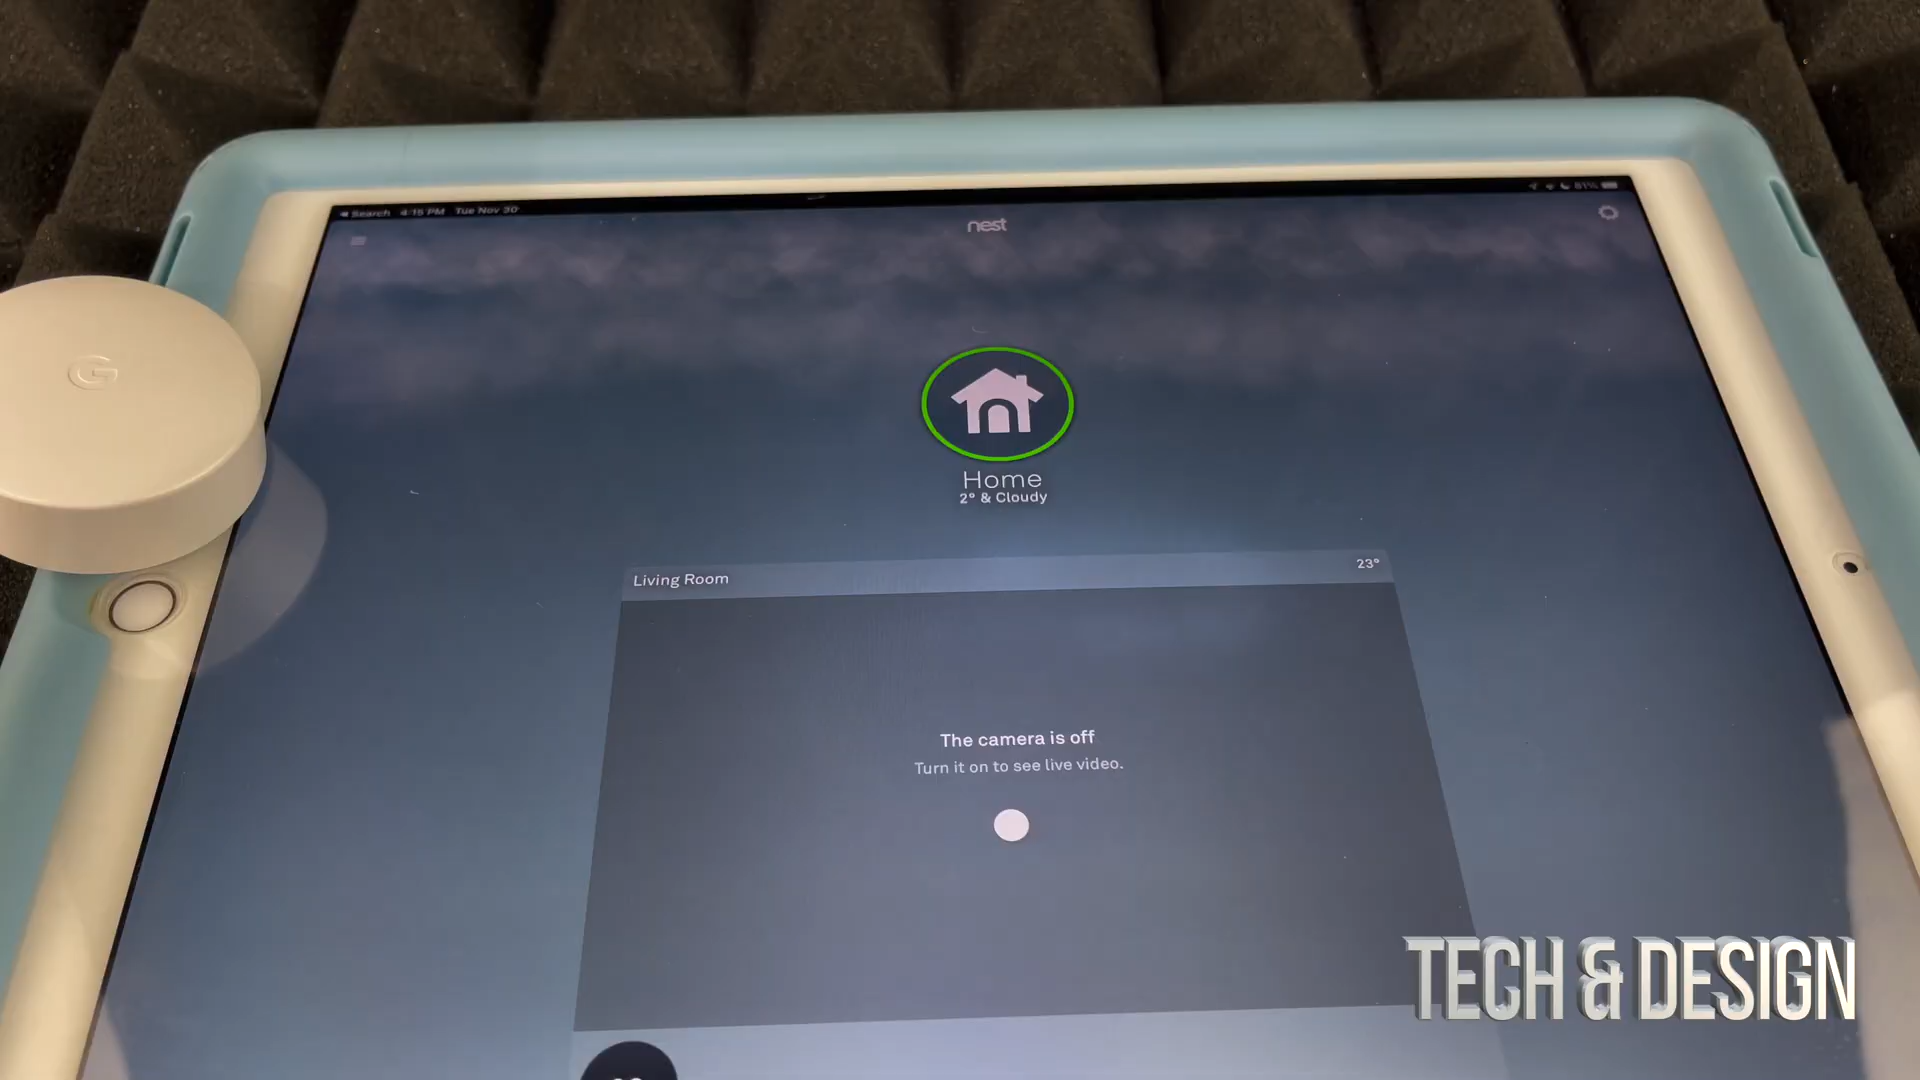 Search 4:15 PM Tue Nov 30
81%
nest
G
Home
2° & Cloudy
Living Room
23°
The camera is off
Turn it on to see live video.
TECH & DESIGN